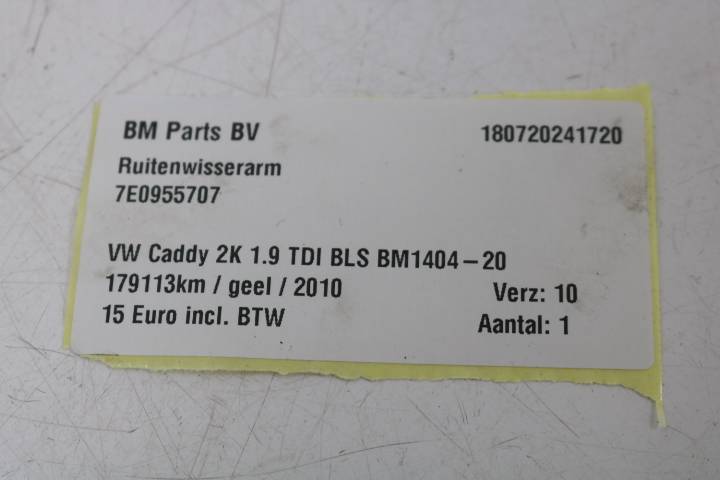 BM Parts BV 180720241720
Ruitenwisserarm
7E0955707
VW Caddy 2K 1.9 TDI BLS BM1404-20
179113km / geel / 2010 Verz: 10
15 Euro incl. BTW Aantal: 1